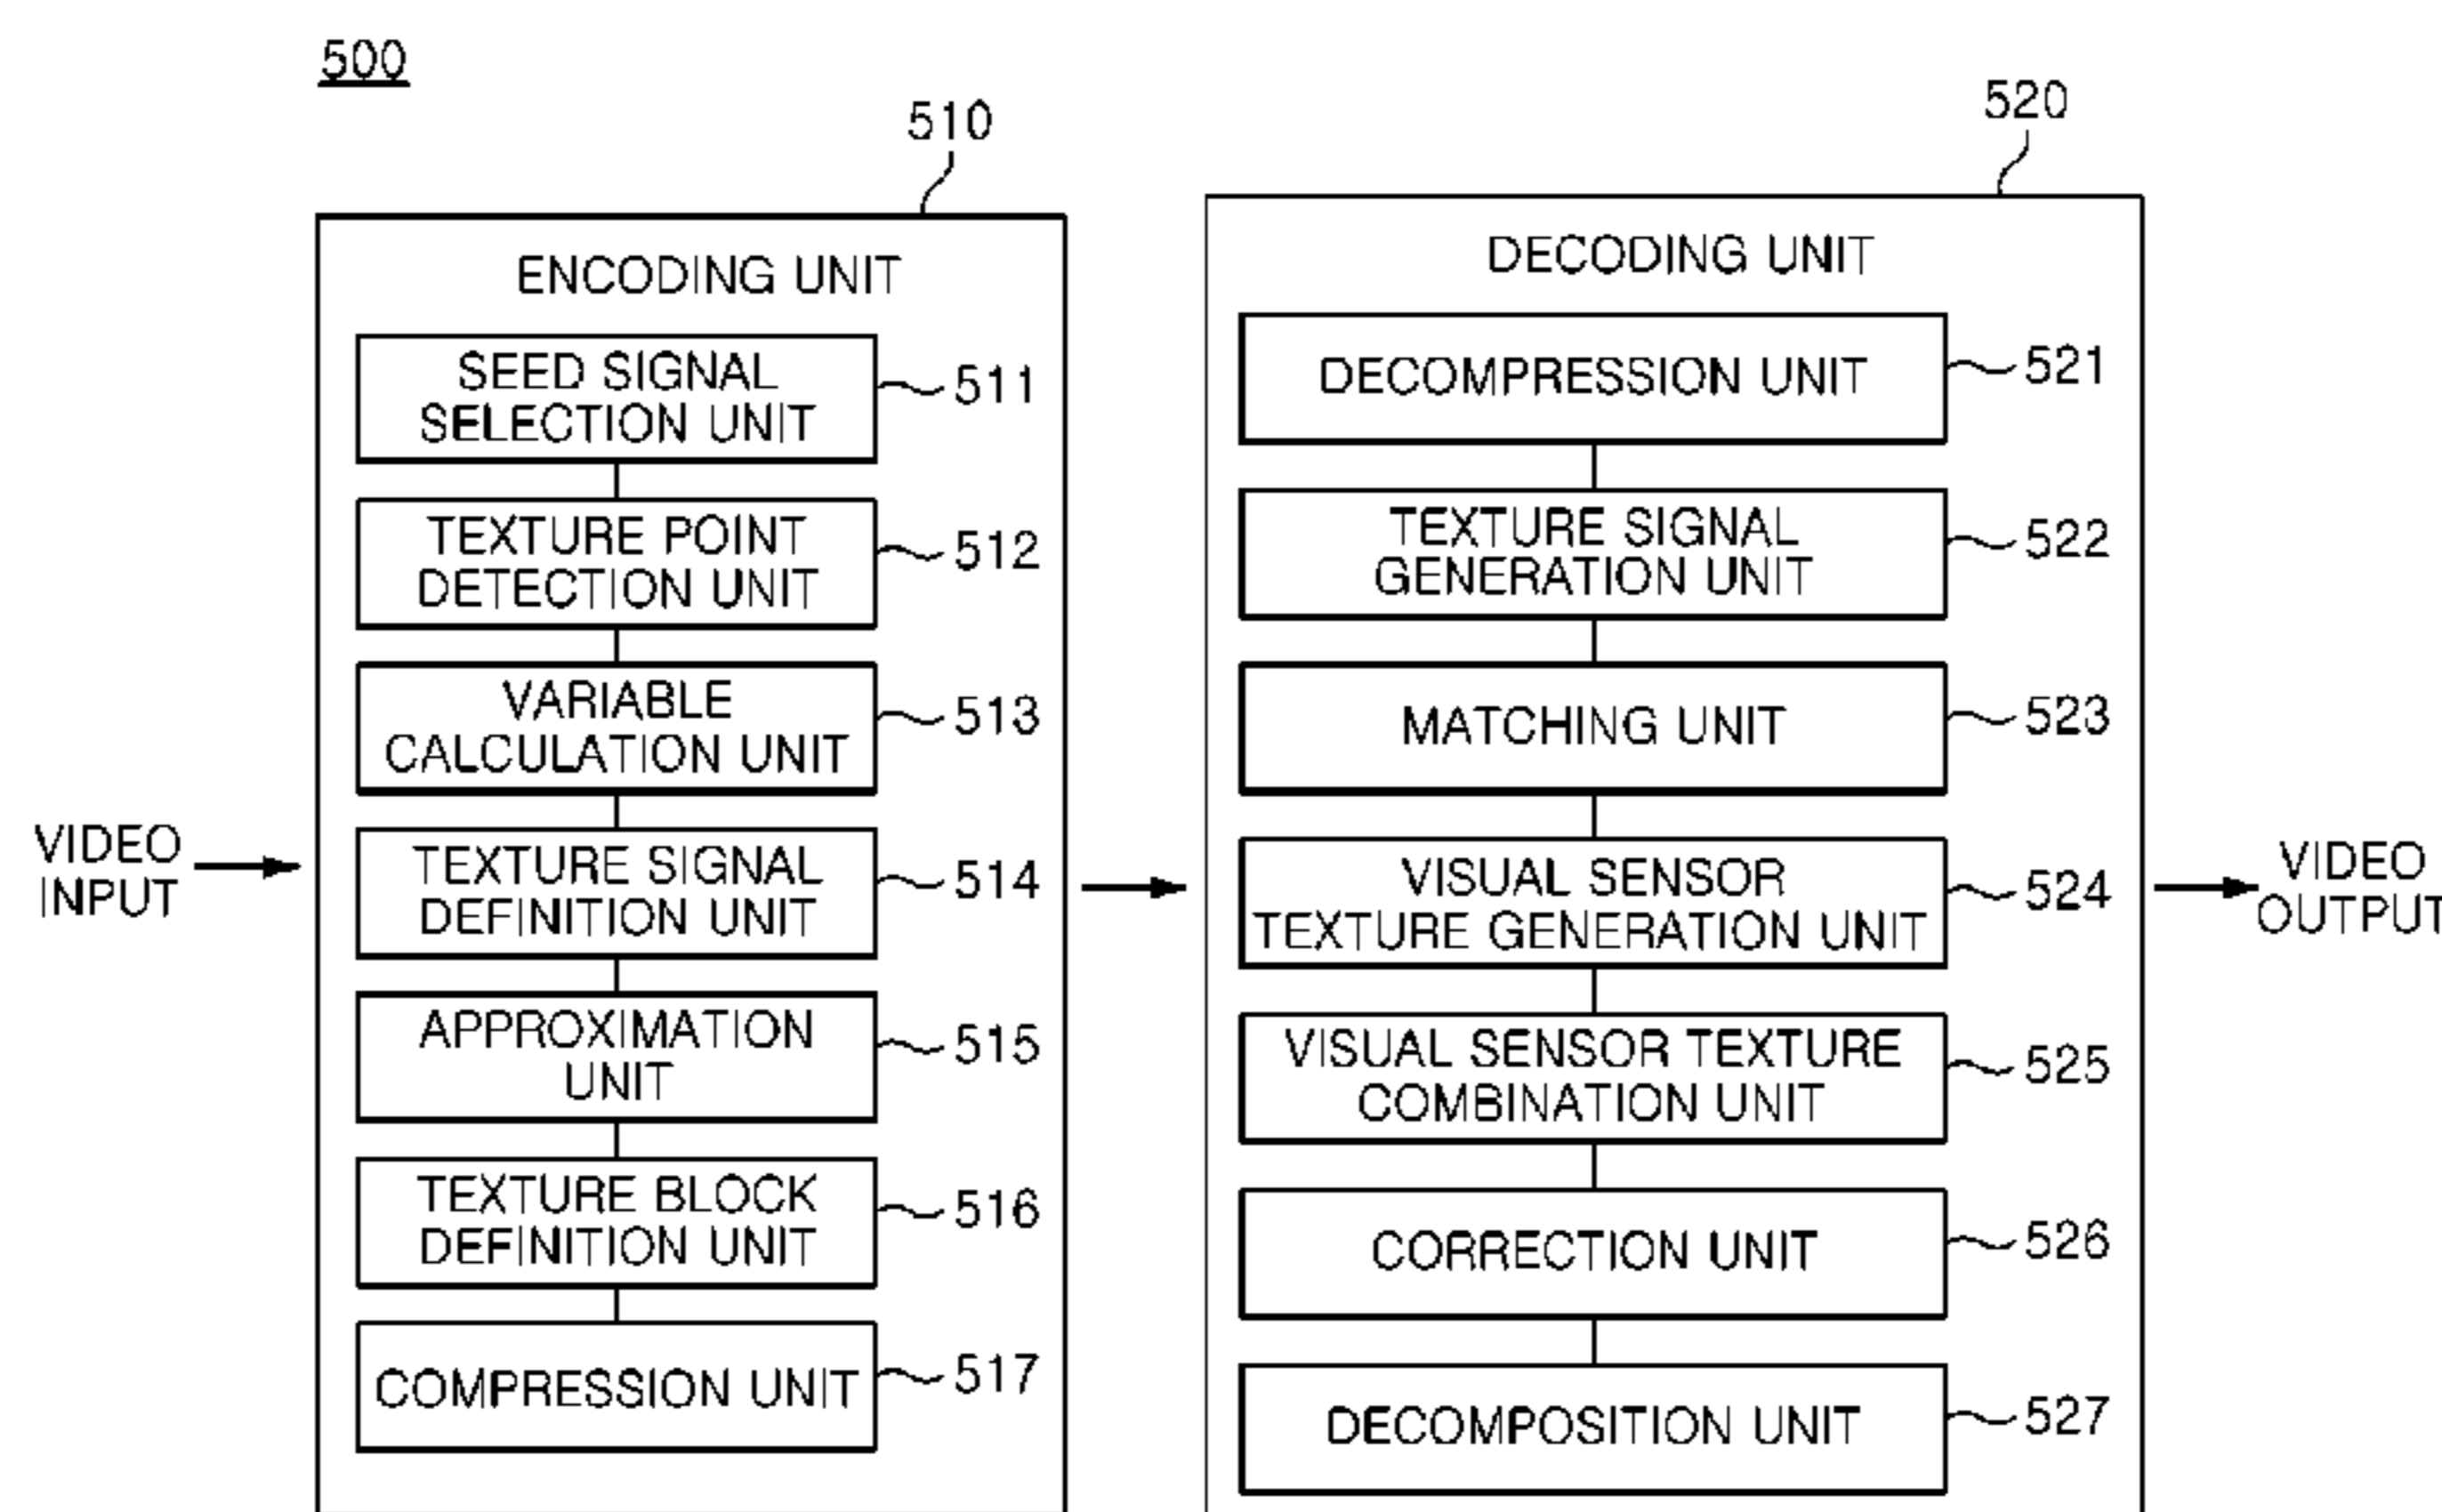 500
510
520
ENCODING UNIT
SEED SIGNAL
SELECTION UNIT
511
TEXTURE POINT
DETECTION UNIT
512
VARIABLE
CALCULATION UNIT
513
TEXTURE SIGNAL
DEFINITION UNIT
514
APPROXIMATION
UNIT
515
TEXTURE BLOCK
DEFINITION UNIT
516
COMPRESSION UNIT
517
VIDEO
INPUT
DECODING UNIT
DECOMPRESSION UNIT
521
TEXTURE SIGNAL
GENERATION UNIT
522
MATCHING UNIT
523
VISUAL SENSOR
TEXTURE GENERATION UNIT
524
VISUAL SENSOR TEXTURE
COMBINATION UNIT
525
CORRECTION UNIT
526
DECOMPOSITION UNIT
527
VIDEO
OUTPUT